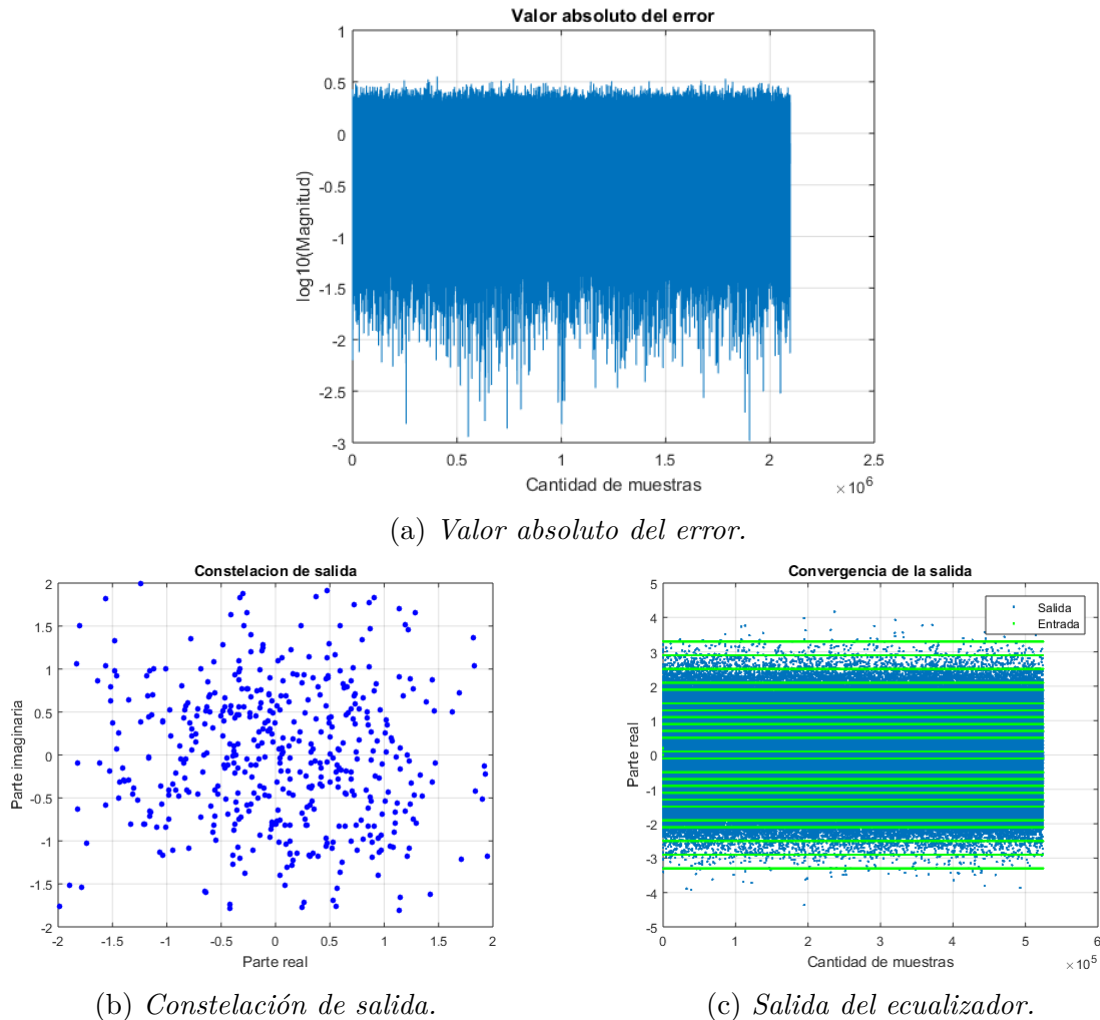 Valor absoluto del error
1
0.5
0
-0.5
-1
-1.5
-2
-2.5
-3
log10(Magnitud)
0 0.5 1 1.5 2 2.5
Cantidad de muestras
×10^6
(a) Valor absoluto del error.
Constelacion de salida
2
1.5
1
0.5
0
-0.5
-1
-1.5
-2
Parte imaginaria
-2 -1.5 -1 -0.5 0 0.5 1 1.5 2
Parte real
(b) Constelación de salida.
Convergencia de la salida
5
4
3
2
1
0
-1
-2
-3
-4
-5
Parte real
Salida
Entrada
0 1 2 3 4 5 6
Cantidad de muestras
×10^5
(c) Salida del ecualizador.